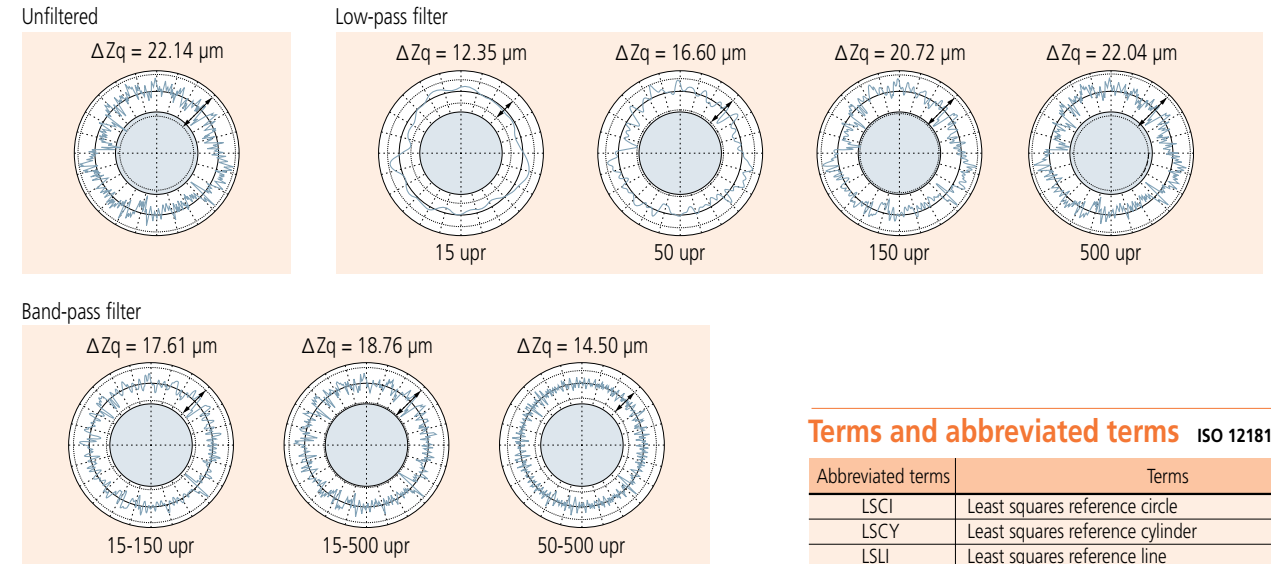 Unfiltered
ΔZq = 22.14 µm
Low-pass filter
ΔZq = 12.35 µm
ΔZq = 16.60 µm
ΔZq = 20.72 µm
ΔZq = 22.04 µm
15 upr
50 upr
150 upr
500 upr
Band-pass filter
ΔZq = 17.61 µm
ΔZq = 18.76 µm
ΔZq = 14.50 µm
15-150 upr
15-500 upr
50-500 upr
Terms and abbreviated terms ISO 12181
Abbreviated terms Terms
LSCI Least squares reference circle
LSCY Least squares reference cylinder
LSLI Least squares reference line